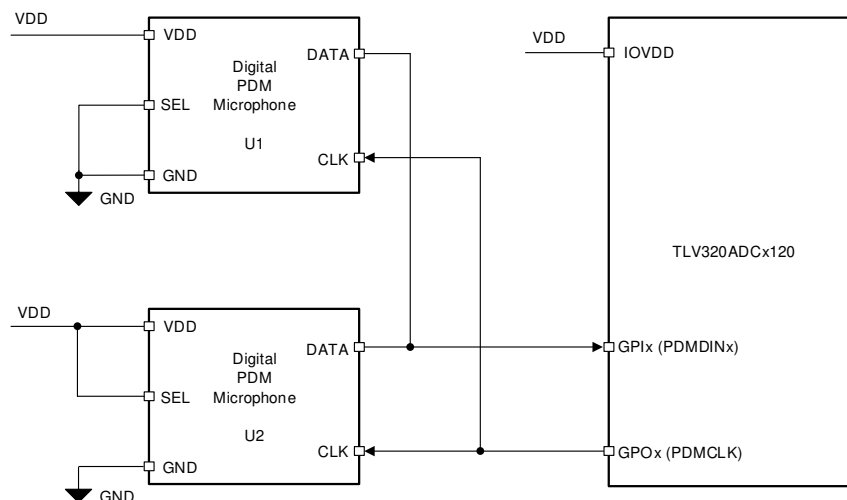 VDD
VDD
SEL
GND
GND
Digital
PDM
Microphone
U1
DATA
CLK
VDD
IOVDD
TLV320ADCx120
GPIx (PDMDINx)
GPOx (PDMCLK)
VDD
VDD
SEL
GND
GND
Digital
PDM
Microphone
U2
DATA
CLK